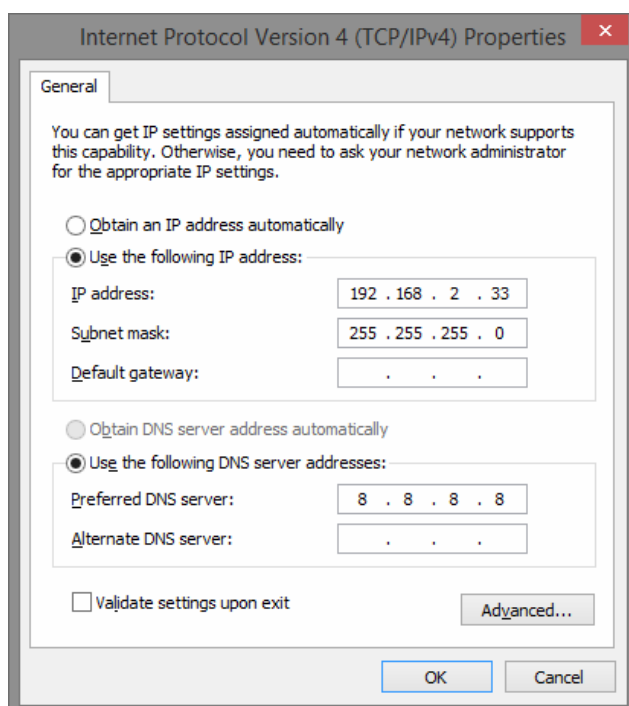 Internet Protocol Version 4 (TCP/IPv4) Properties
General
You can get IP settings assigned automatically if your network supports
this capability. Otherwise, you need to ask your network administrator
for the appropriate IP settings.
Obtain an IP address automatically
Use the following IP address:
IP address: 192 . 168 . 2 . 33
Subnet mask: 255 . 255 . 255 . 0
Default gateway: . . .
Obtain DNS server address automatically
Use the following DNS server addresses:
Preferred DNS server: 8 . 8 . 8 . 8
Alternate DNS server: . . .
Validate settings upon exit
Advanced...
OK Cancel